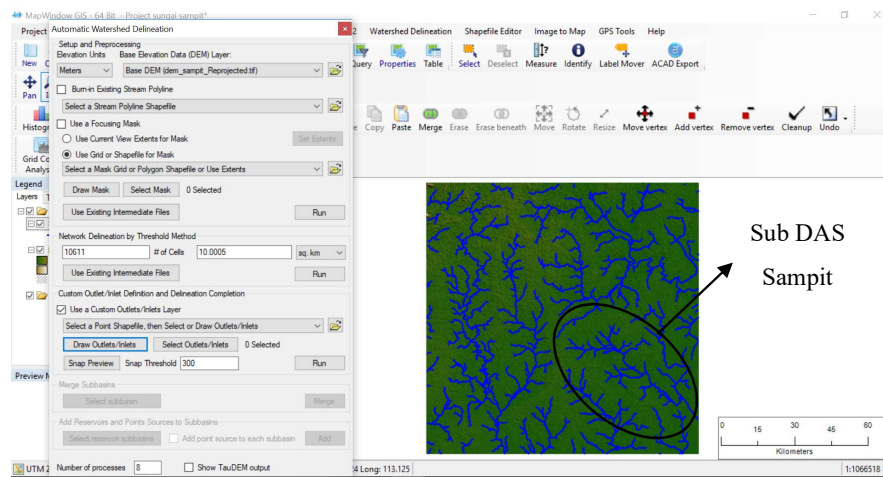 MapWindow GIS - 64 Bit - Project sungai sampit*
Project
Automatic Watershed Delineation
2 Watershed Delineation Shapefile Editor Image to Map GPS Tools Help
Setup and Preprocessing
Elevation Units Base Elevation Data (DEM) Layer:
Meters Base DEM (dem_sampit_Reprojected.tif)
New
Query Properties Table Select Deselect Measure Identify Label Mover ACAD Export
Burn-in Existing Stream Polyline
Pan
Select a Stream Polyline Shapefile
Use a Focusing Mask
Use Current View Extents for Mask Set Extents
Copy Paste Merge Erase Erase beneath Move Rotate Resize Move vertex Add vertex Remove vertex Cleanup Undo
Use Grid or Shapefile for Mask
Select a Mask Grid or Polygon Shapefile or Use Extents
Grid Co
Analys
Legend
Layers
Draw Mask Select Mask 0 Selected
Use Existing Intermediate Files Run
Network Delineation by Threshold Method
10611 # of Cells 10.0005 sq. km
Use Existing Intermediate Files Run
Custom Outlet/Inlet Definition and Delineation Completion
Use a Custom Outlets/Inlets Layer
Select a Point Shapefile, then Select or Draw Outlets/Inlets
Draw Outlets/Inlets Select Outlets/Inlets 0 Selected
Snap Preview Snap Threshold 300 Run
Preview M
Merge Subbasins
Select subbasin Merge
Add Reservoirs and Points Sources to Subbasins
Select reservoir subbasins Add point source to each subbasin Add
Number of processes 8 Show TauDEM output
Sub DAS
Sampit
0 15 30 45 60
Kilometers
UTM 2
4 Long: 113.125
1:1066518